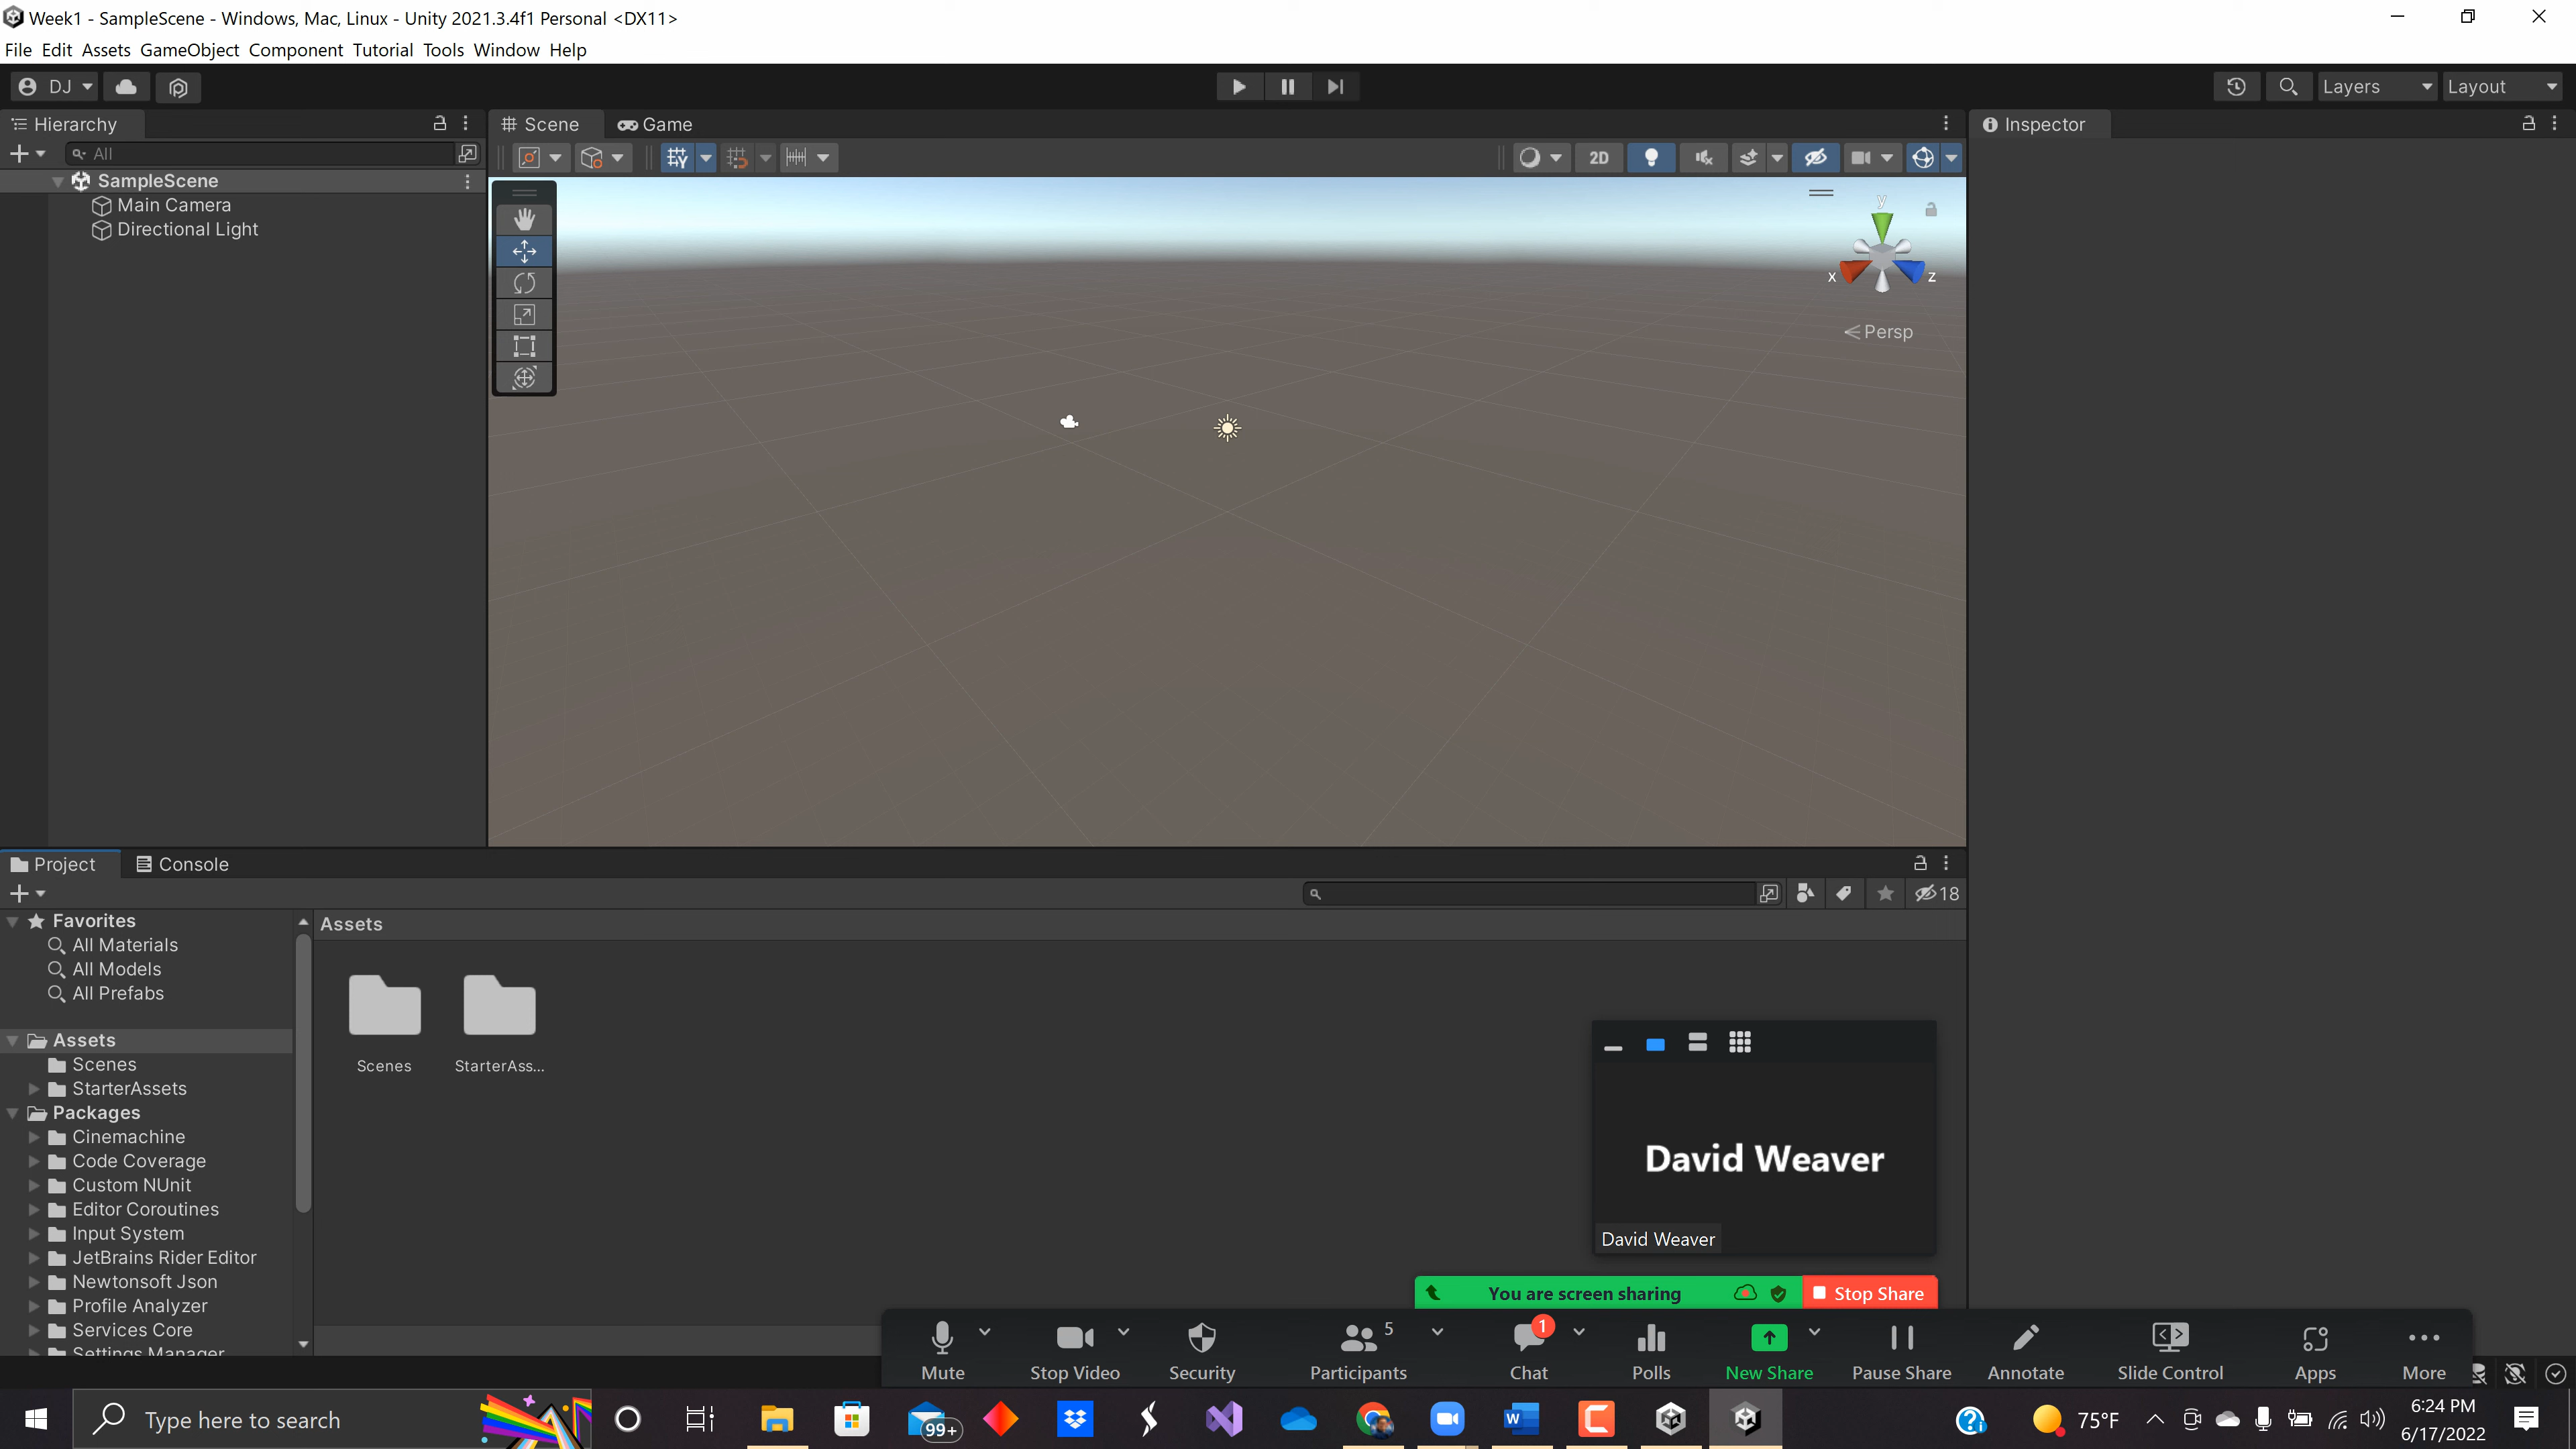 Week1 - SampleScene - Windows, Mac, Linux - Unity 2021.3.4f1 Personal <DX11>
File Edit Assets GameObject Component Tutorial Tools Window Help
DJ
Layers
Layout
Hierarchy
Scene
Game
Inspector
All
2D
SampleScene
Main Camera
Directional Light
y
x
z
Persp
Project
Console
18
Favorites
All Materials
All Models
All Prefabs
Assets
Scenes
StarterAssets
Packages
Cinemachine
Code Coverage
Custom NUnit
Editor Coroutines
Input System
JetBrains Rider Editor
Newtonsoft Json
Profile Analyzer
Services Core
Settings Manager
Assets
Scenes
StarterAss...
David Weaver
David Weaver
You are screen sharing
Stop Share
Mute
Stop Video
Security
5
Participants
1
Chat
Polls
New Share
Pause Share
Annotate
Slide Control
Apps
More
Type here to search
99+
W
75°F
6:24 PM
6/17/2022